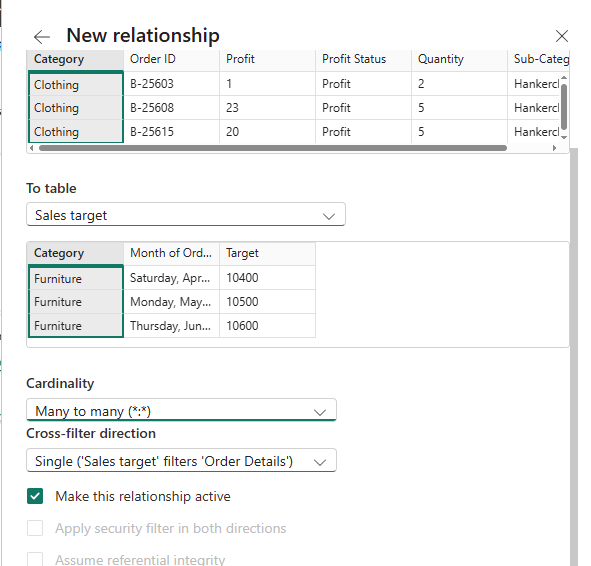 New relationship
Category Order ID Profit Profit Status Quantity Sub-Categ
Clothing B-25603 1 Profit 2 Hankercl
Clothing B-25608 23 Profit 5 Hankercl
Clothing B-25615 20 Profit 5 Hankercl
To table
Sales target
Category Month of Ord... Target
Furniture Saturday, Apr... 10400
Furniture Monday, May... 10500
Furniture Thursday, Jun... 10600
Cardinality
Many to many (*:*)
Cross-filter direction
Single ('Sales target' filters 'Order Details')
Make this relationship active
Apply security filter in both directions
Assume referential integrity